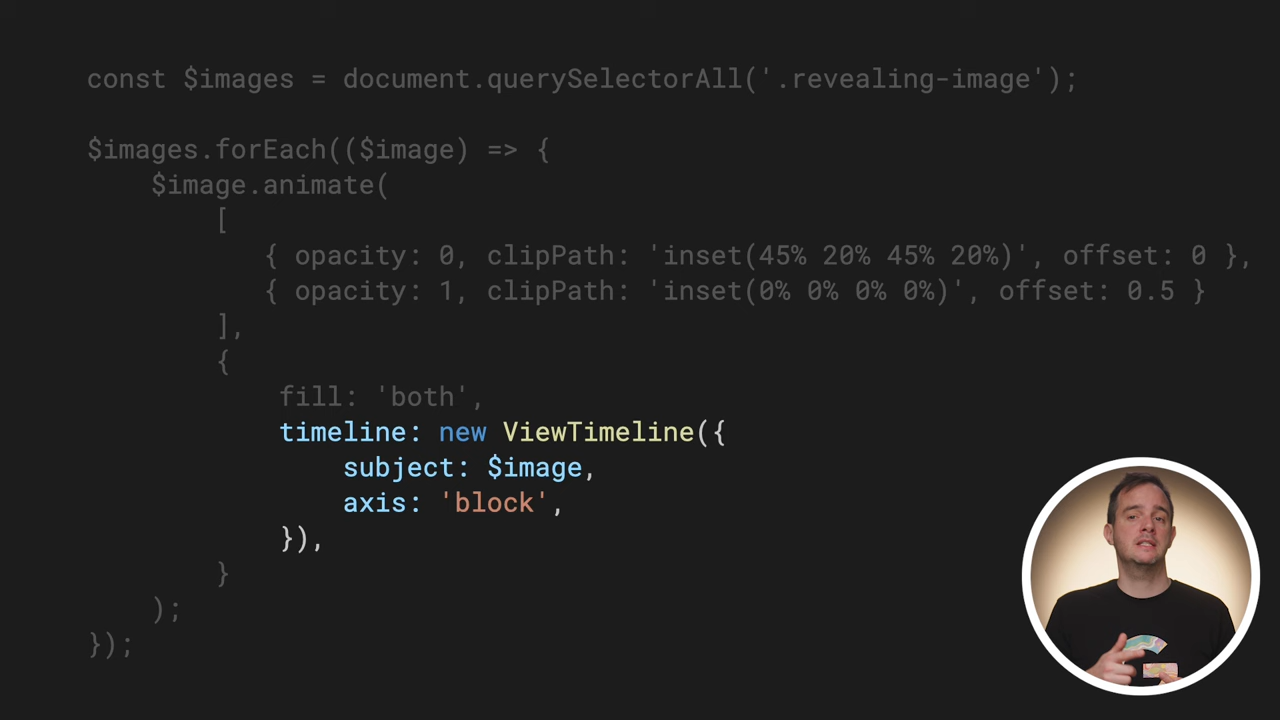 const $images = document.querySelectorAll('.revealing-image');
$images.forEach(($image) => {
$image.animate(
[
{ opacity: 0, clipPath: 'inset(45% 20% 45% 20%)', offset: 0 },
{ opacity: 1, clipPath: 'inset(0% 0% 0% 0%)', offset: 0.5 }
],
{
fill: 'both',
timeline: new ViewTimeline({
subject: $image,
axis: 'block',
}),
}
);
});